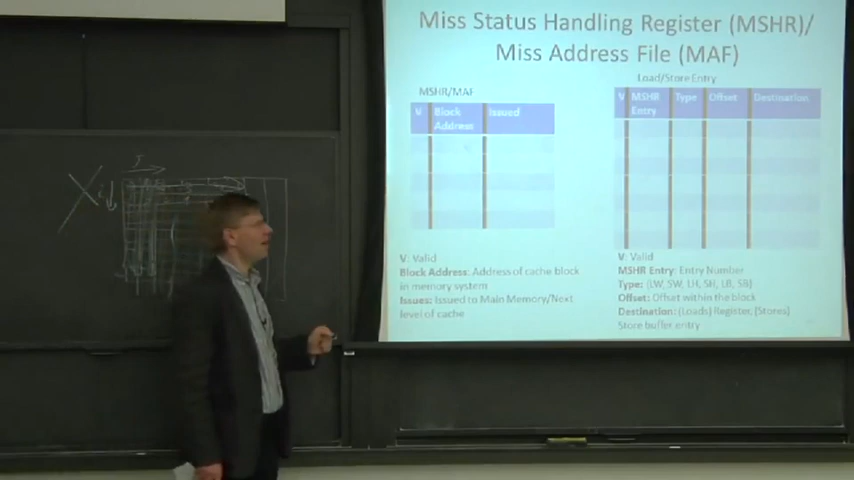 Miss Status Handling Register (MSHR)/
Miss Address File (MAF)
MSHR/MAF
V Block Address Issued
V: Valid
Block Address: Address of cache block
in memory system
Issues: Issued to Main Memory/Next
level of cache
Load/Store Entry
V MSHR Entry Type Offset Destination
V: Valid
MSHR Entry: Entry Number
Type: {LW, SW, LH, SH, LB, SB}
Offset: Offset within the block
Destination: (Loads) Register, (Stores)
Store buffer entry
J
i